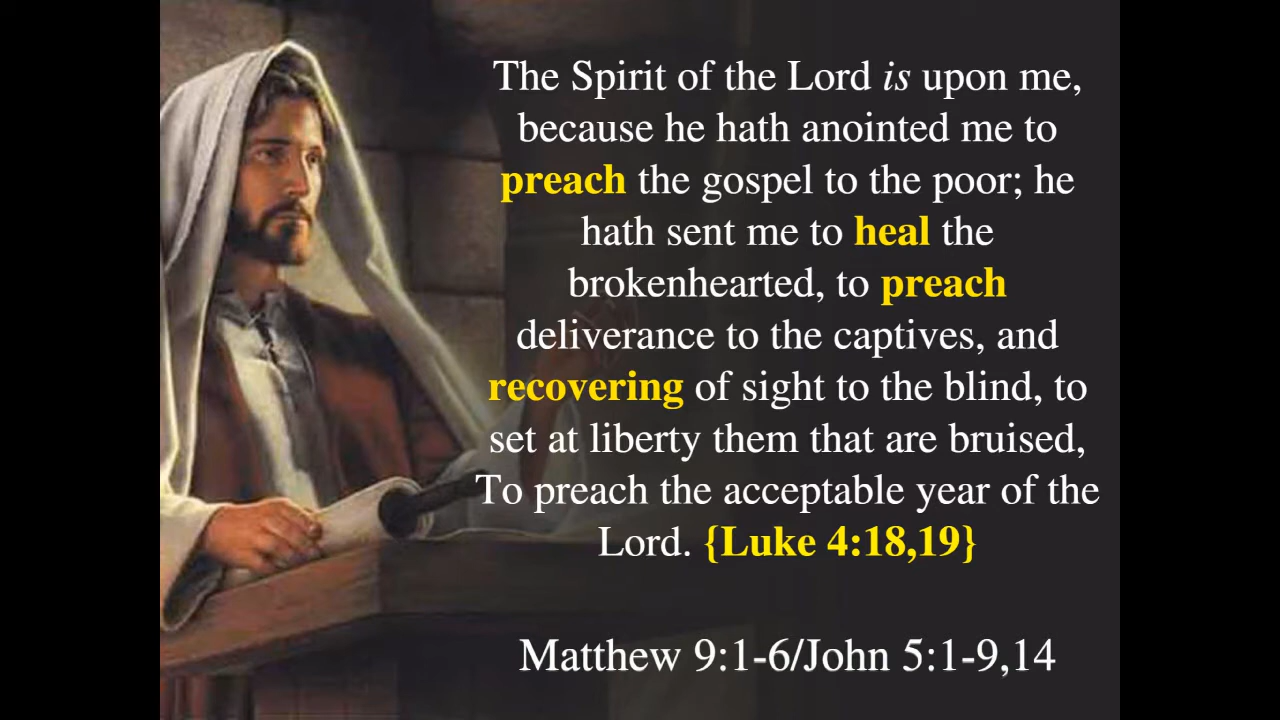 The Spirit of the Lord is upon me,
because he hath anointed me to
preach the gospel to the poor; he
hath sent me to heal the
brokenhearted, to preach
deliverance to the captives, and
recovering of sight to the blind, to
set at liberty them that are bruised,
To preach the acceptable year of the
Lord. {Luke 4:18,19}
Matthew 9:1-6/John 5:1-9,14